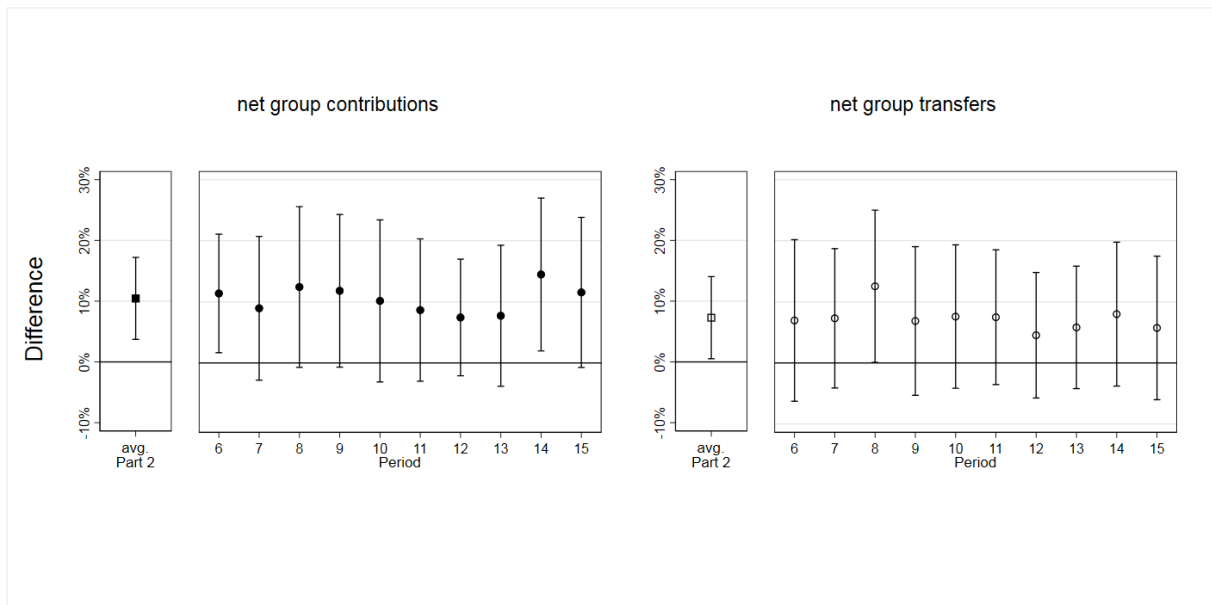 net group contributions
net group transfers
Difference
30%
20%
10%
0%
-10%
avg.
Part 2
6 7 8 9 10 11 12 13 14 15
Period
30%
20%
10%
0%
-10%
avg.
Part 2
6 7 8 9 10 11 12 13 14 15
Period